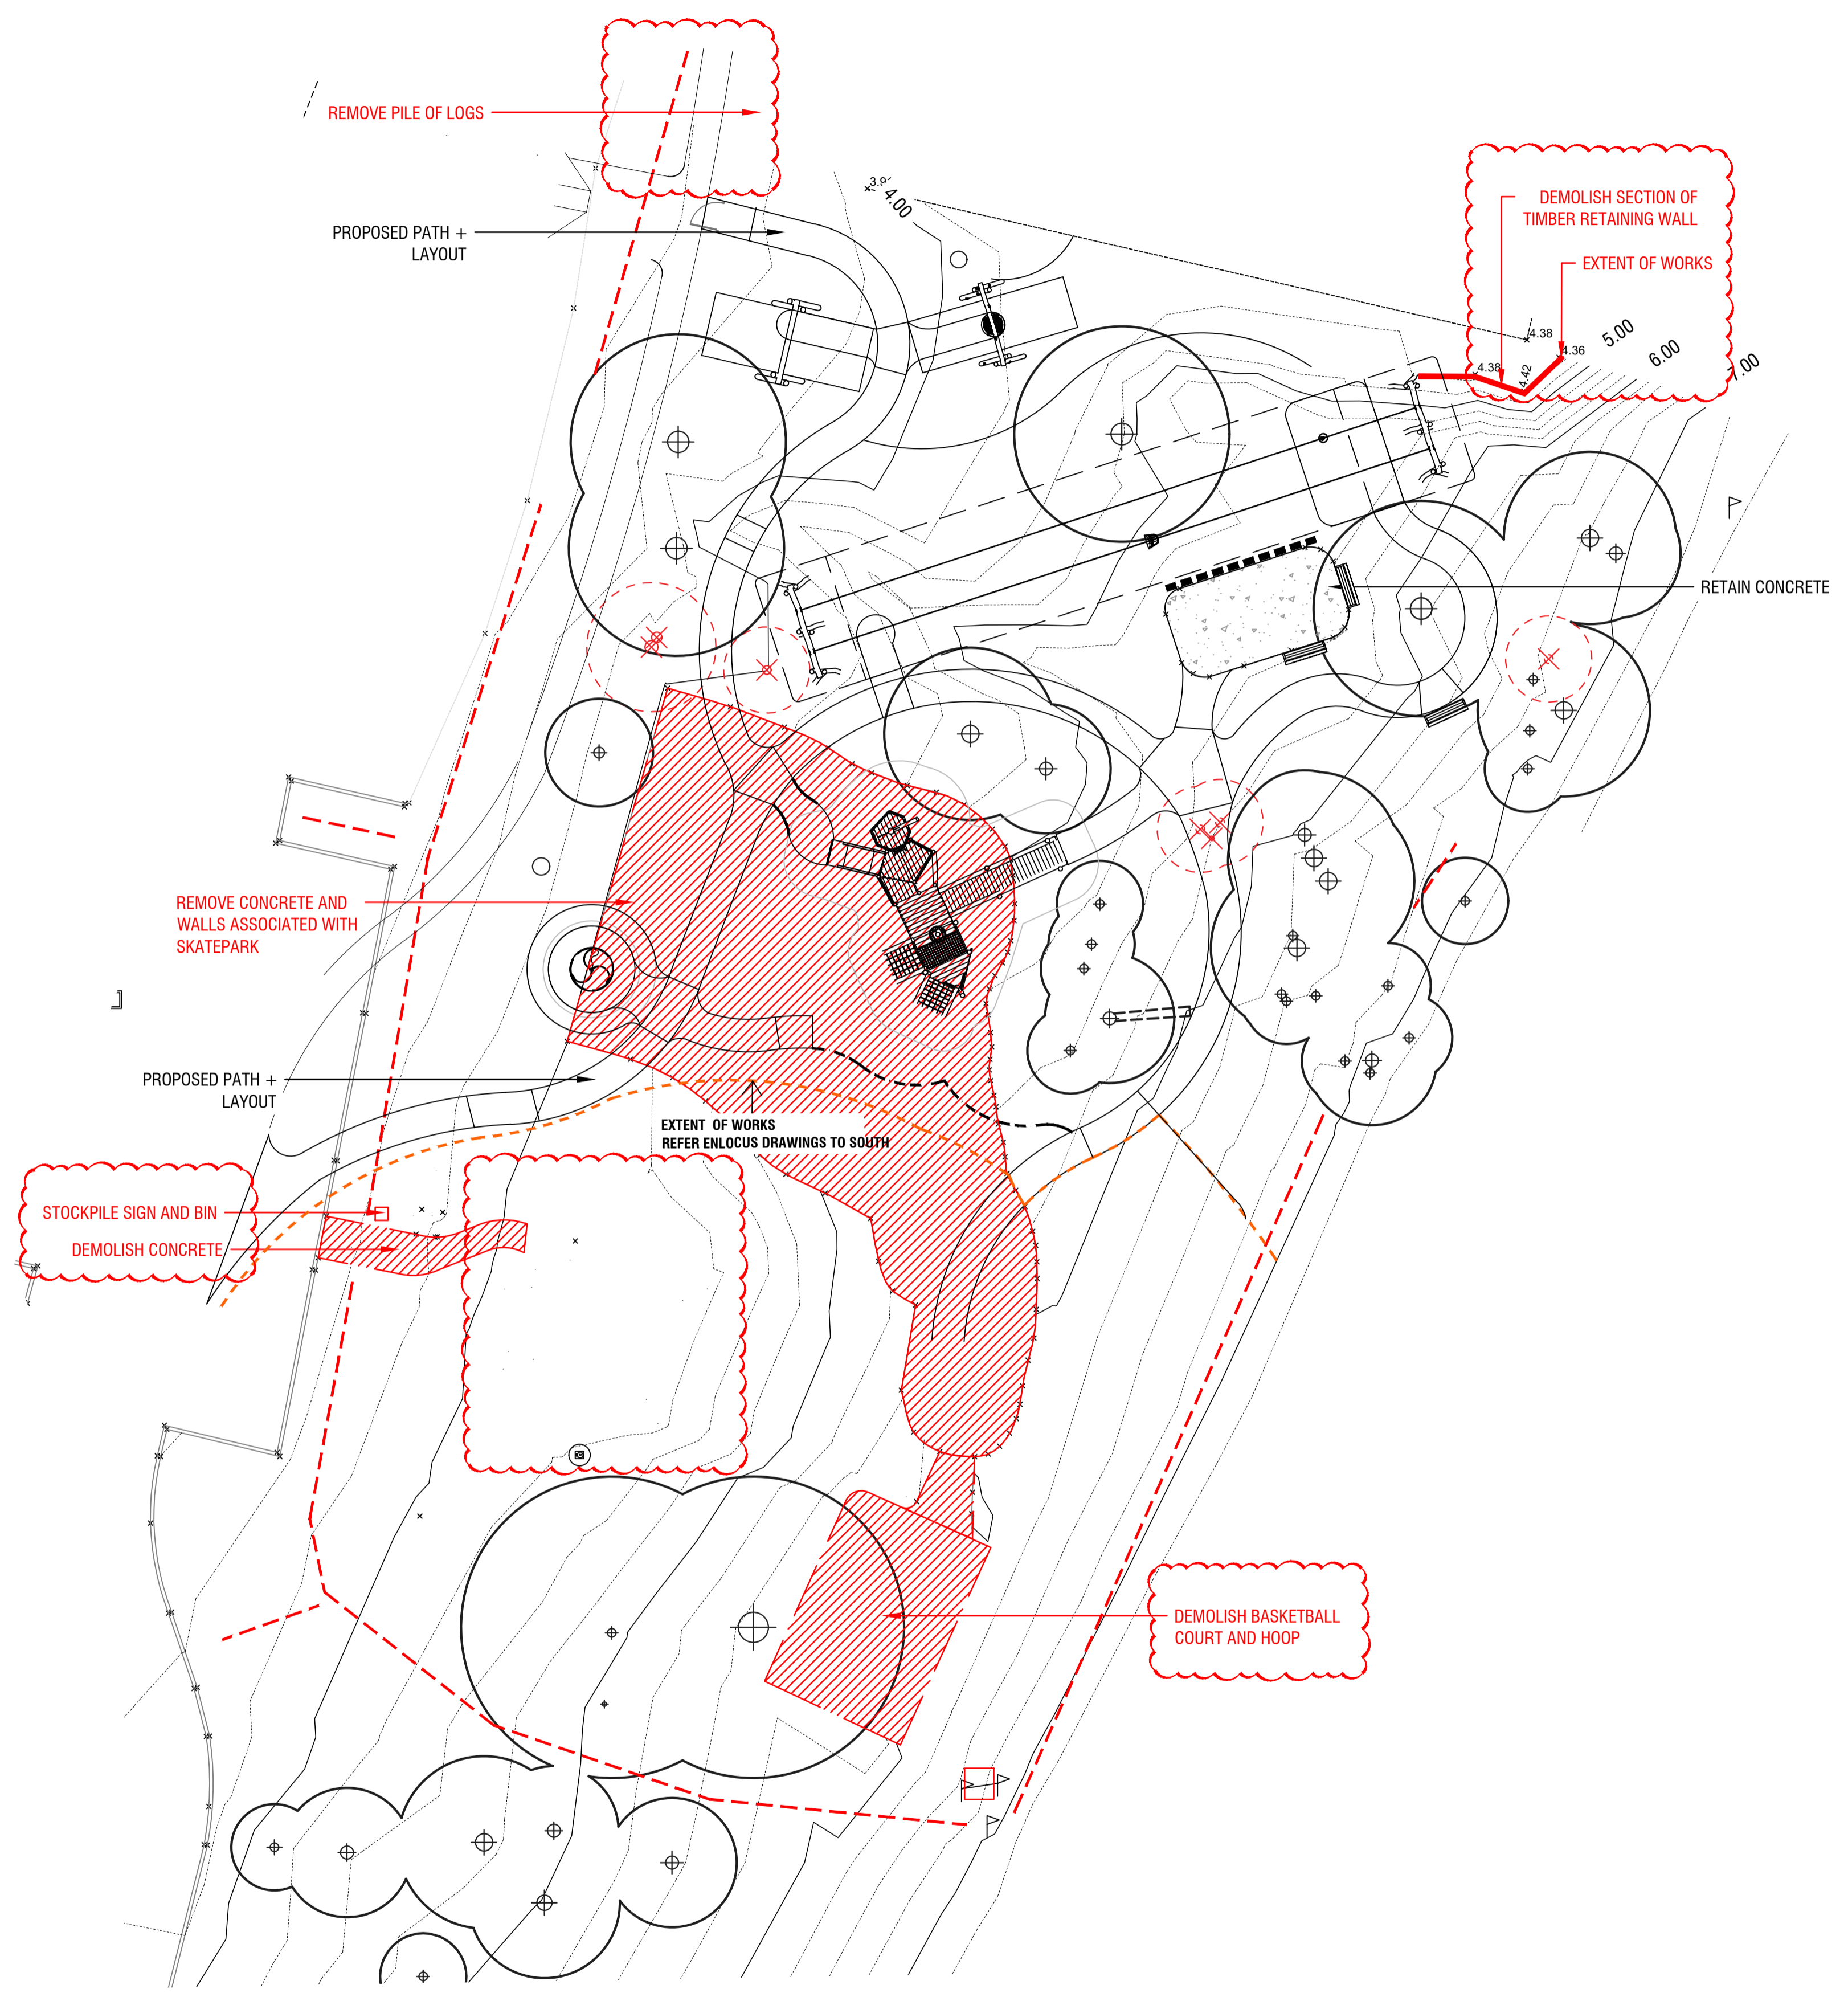 REMOVE PILE OF LOGS
PROPOSED PATH +
LAYOUT
4.00
DEMOLISH SECTION OF
TIMBER RETAINING WALL
EXTENT OF WORKS
4.38
4.36
4.38
4.42
5.00
6.00
7.00
RETAIN CONCRETE
REMOVE CONCRETE AND
WALLS ASSOCIATED WITH
SKATEPARK
PROPOSED PATH +
LAYOUT
EXTENT OF WORKS
REFER ENLOCUS DRAWINGS TO SOUTH
STOCKPILE SIGN AND BIN
DEMOLISH CONCRETE
DEMOLISH BASKETBALL
COURT AND HOOP